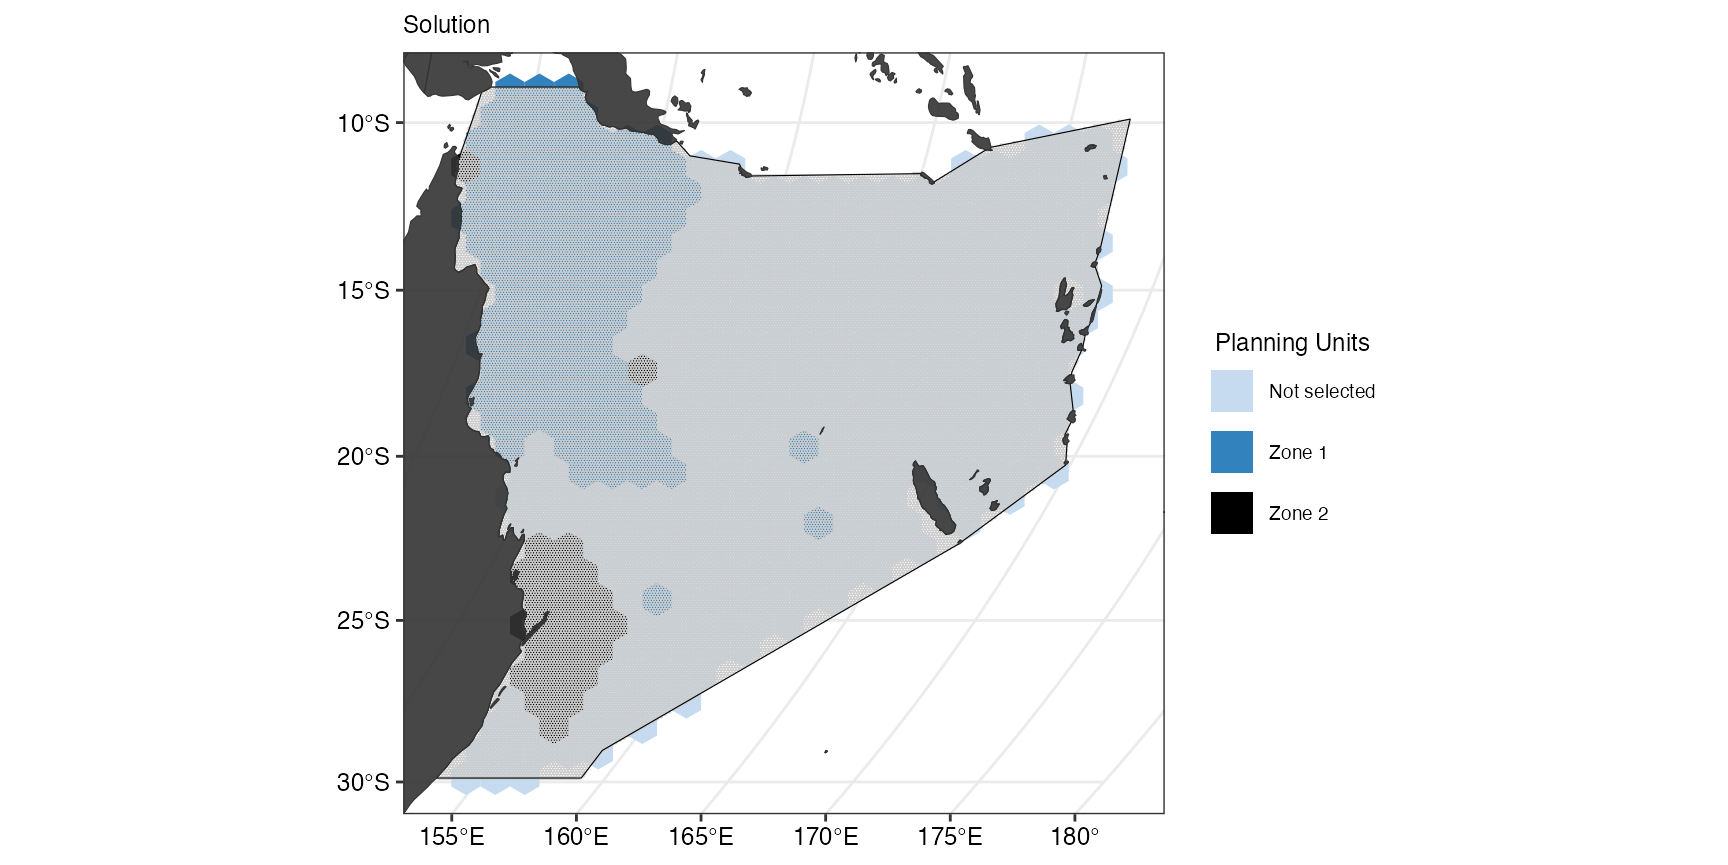 Solution
10°S
15°S
20°S
25°S
30°S
155°E 160°E 165°E 170°E 175°E 180°
Planning Units
Not selected
Zone 1
Zone 2